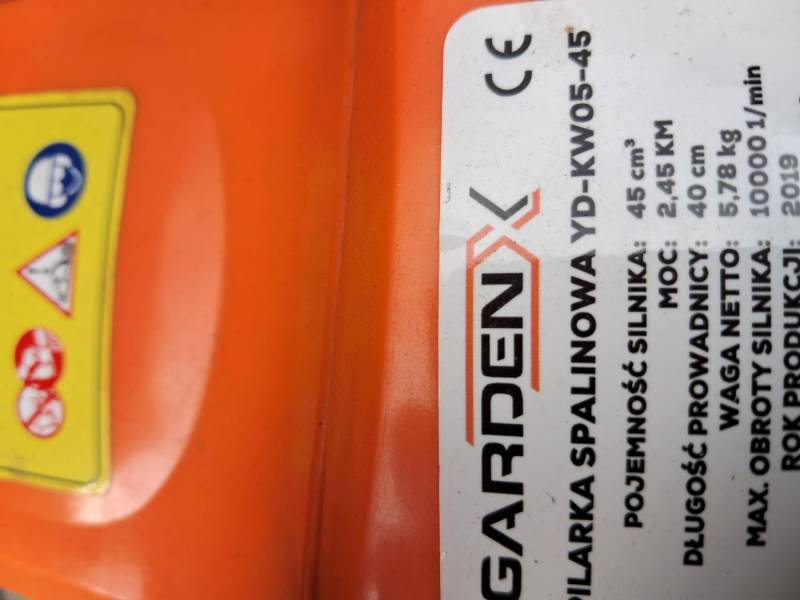 GARDENX CE
PILARKA SPALINOWA YD-KW05-45
POJEMNOŚĆ SILNIKA: 45 cm³
MOC: 2,45 KM
DŁUGOŚĆ PROWADNICY: 40 cm
WAGA NETTO: 5,78 kg
MAX. OBROTY SILNIKA: 10000 1/min
ROK PRODUKCJI: 2019